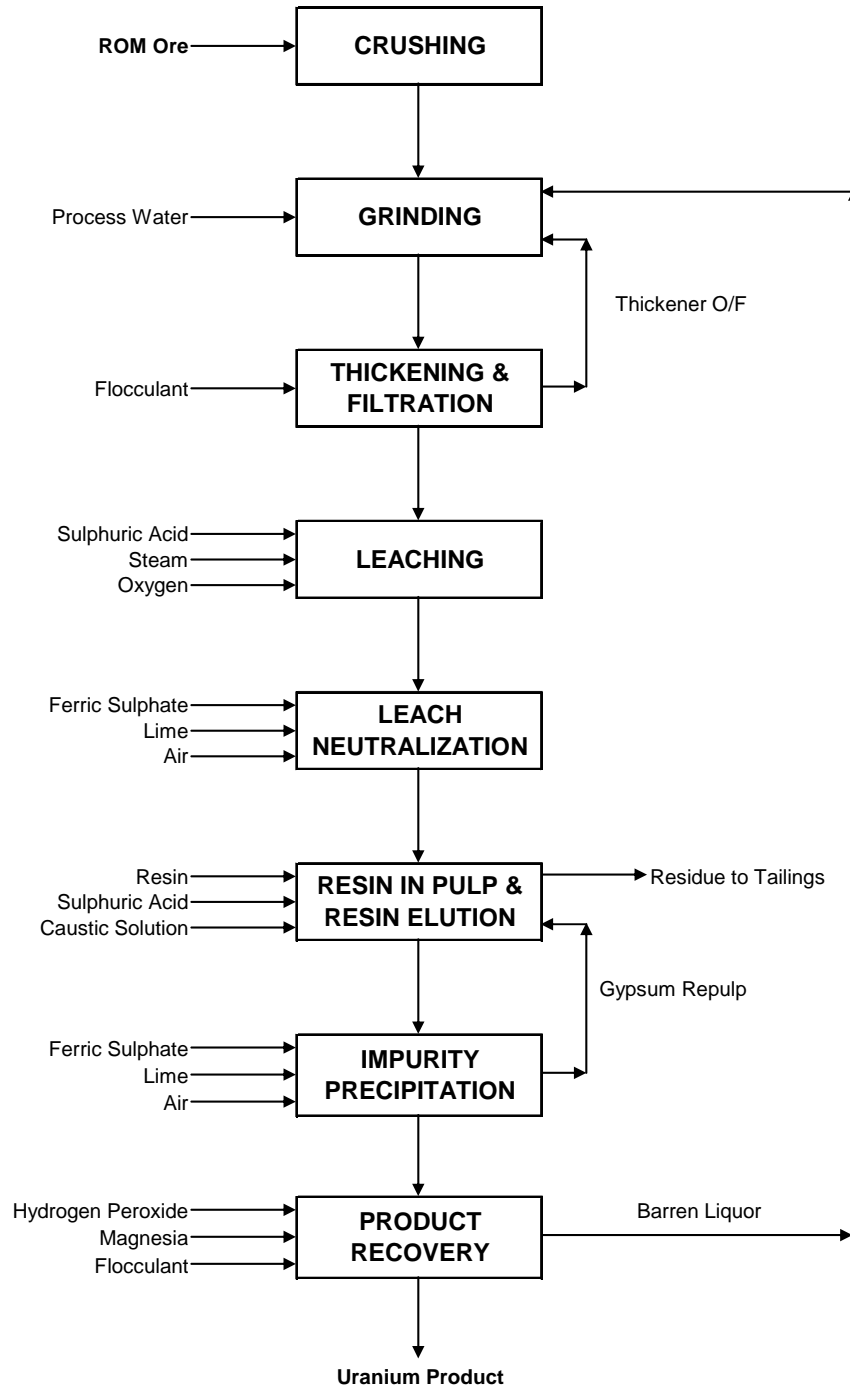 ROM Ore
CRUSHING
Process Water
GRINDING
Thickener O/F
Flocculant
THICKENING &
FILTRATION
Sulphuric Acid
Steam
Oxygen
LEACHING
Ferric Sulphate
Lime
Air
LEACH
NEUTRALIZATION
Resin
Sulphuric Acid
Caustic Solution
RESIN IN PULP &
RESIN ELUTION
Residue to Tailings
Gypsum Repulp
Ferric Sulphate
Lime
Air
IMPURITY
PRECIPITATION
Hydrogen Peroxide
Magnesia
Flocculant
PRODUCT
RECOVERY
Barren Liquor
Uranium Product